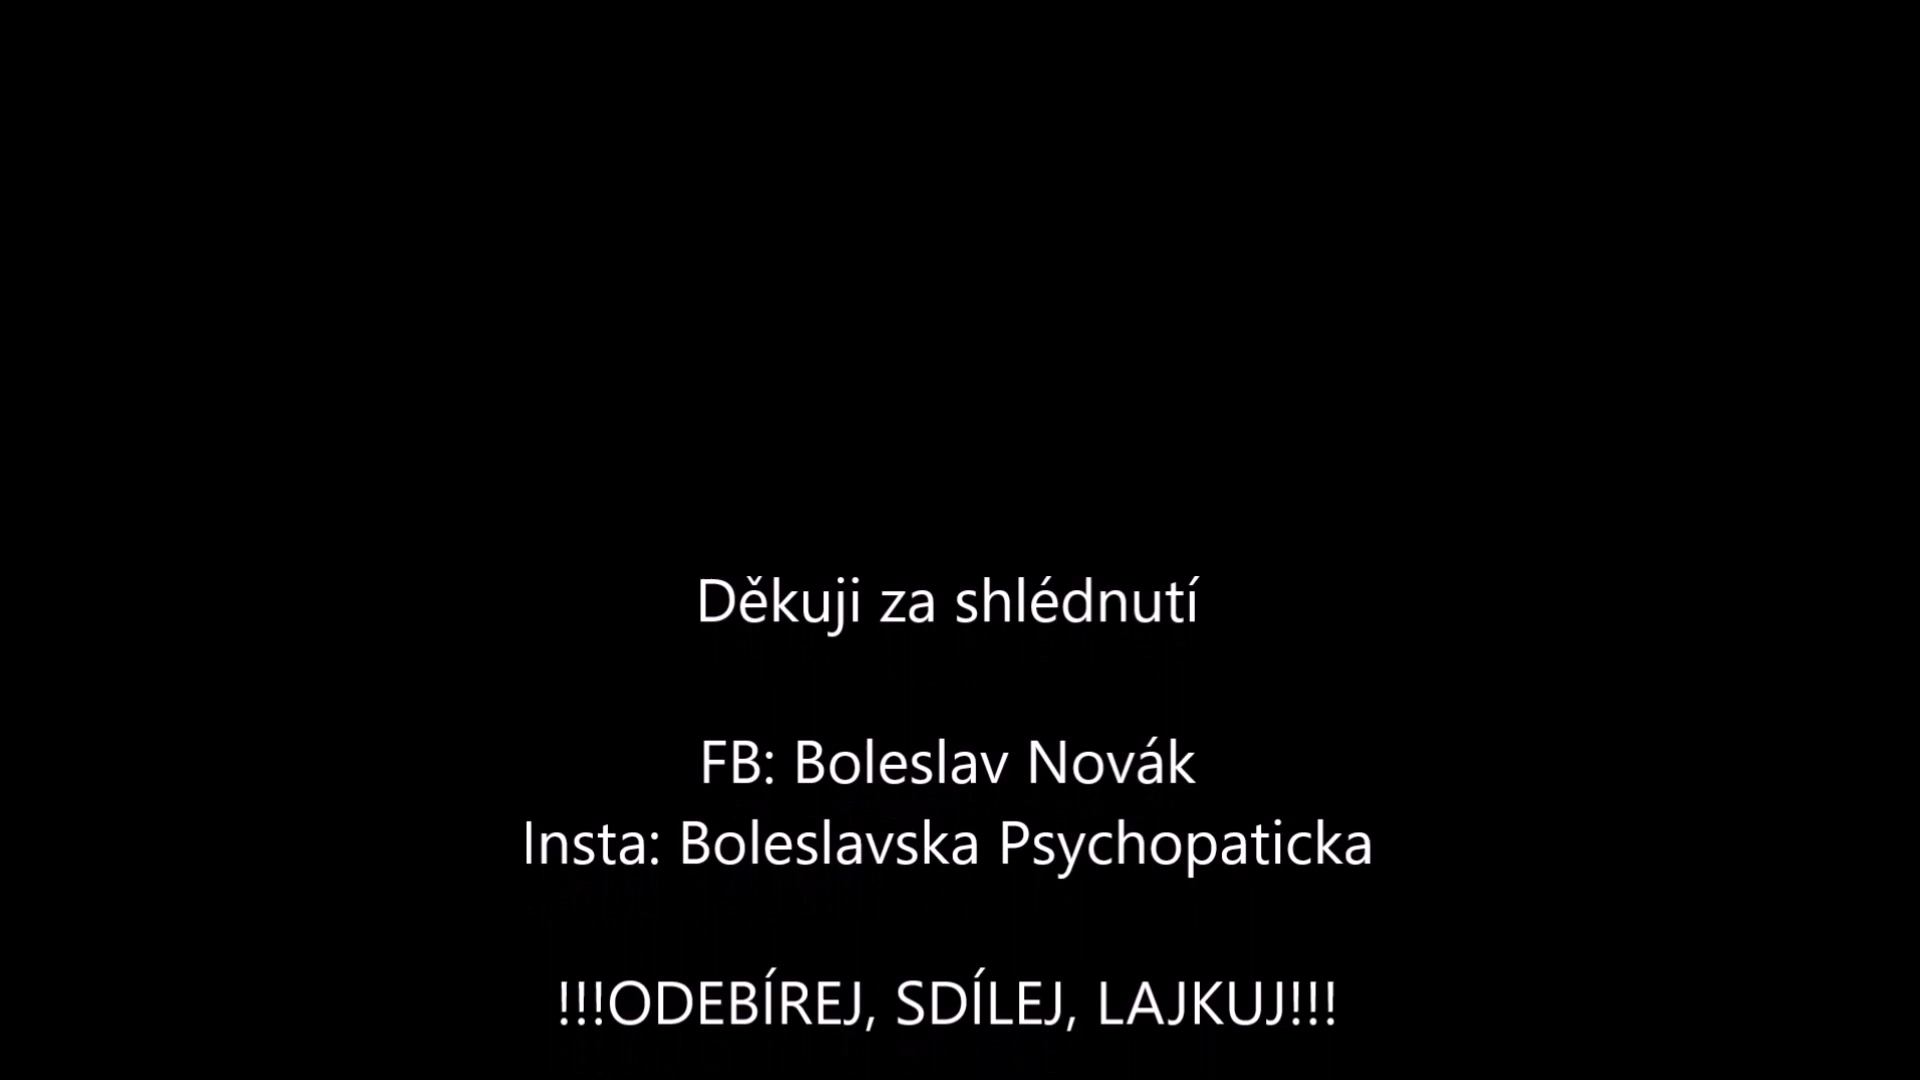 Děkuji za shlédnutí
FB: Boleslav Novák
Insta: Boleslavska Psychopaticka
!!!ODEBÍREJ, SDÍLEJ, LAJKUJ!!!